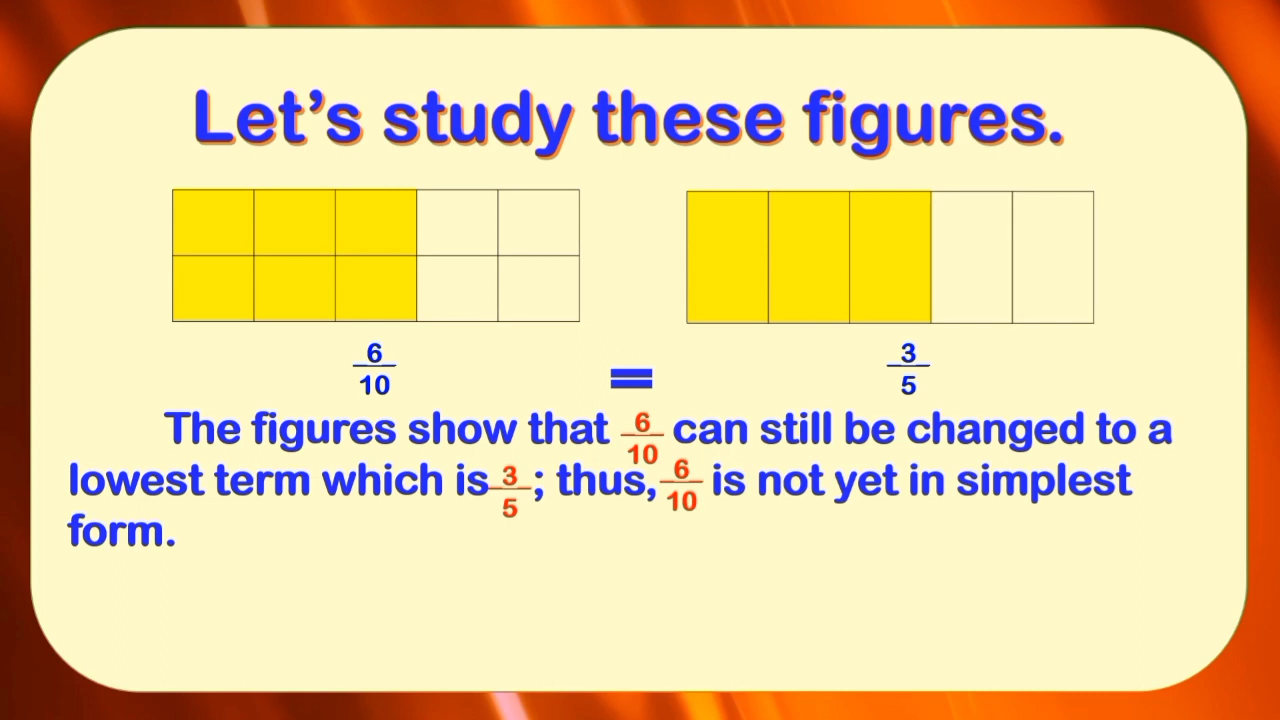 Let's study these figures.
6/10 = 3/5
The figures show that 6/10 can still be changed to a
lowest term which is 3/5; thus, 6/10 is not yet in simplest
form.